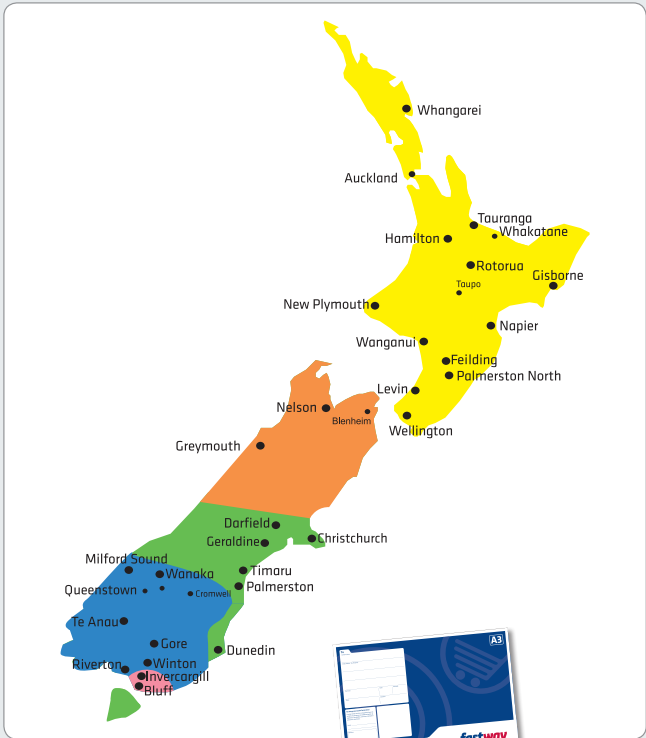 Whangarei
Auckland
Tauranga
Whakatane
Hamilton
Rotorua
Gisborne
Taupo
New Plymouth
Napier
Wanganui
Feilding
Palmerston North
Levin
Nelson
Blenheim
Wellington
Greymouth
Darfield
Christchurch
Geraldine
Milford Sound
Timaru
Wanaka
Queenstown
Palmerston
Cromwell
Te Anau
Gore
Dunedin
Riverton
Winton
Invercargill
Bluff
A3
fastway